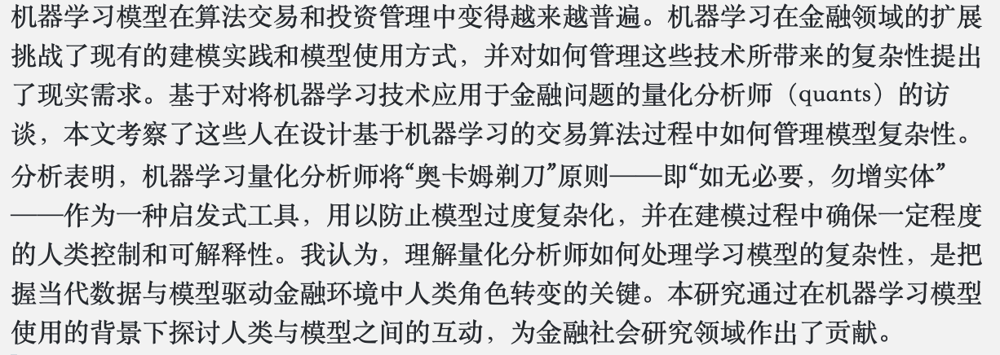 机器学习模型在算法交易和投资管理中变得越来越普遍。机器学习在金融领域的扩展
挑战了现有的建模实践和模型使用方式，并对如何管理这些技术所带来的复杂性提出
了现实需求。基于对将机器学习技术应用于金融问题的量化分析师（quants）的访
谈，本文考察了这些人在设计基于机器学习的交易算法过程中如何管理模型复杂性。
分析表明，机器学习量化分析师将“奥卡姆剃刀”原则——即“如无必要，勿增实体”
——作为一种启发式工具，用以防止模型过度复杂化，并在建模过程中确保一定程度
的人类控制和可解释性。我认为，理解量化分析师如何处理学习模型的复杂性，是把
握当代数据与模型驱动金融环境中人类角色转变的关键。本研究通过在机器学习模型
使用的背景下探讨人类与模型之间的互动，为金融社会研究领域作出了贡献。